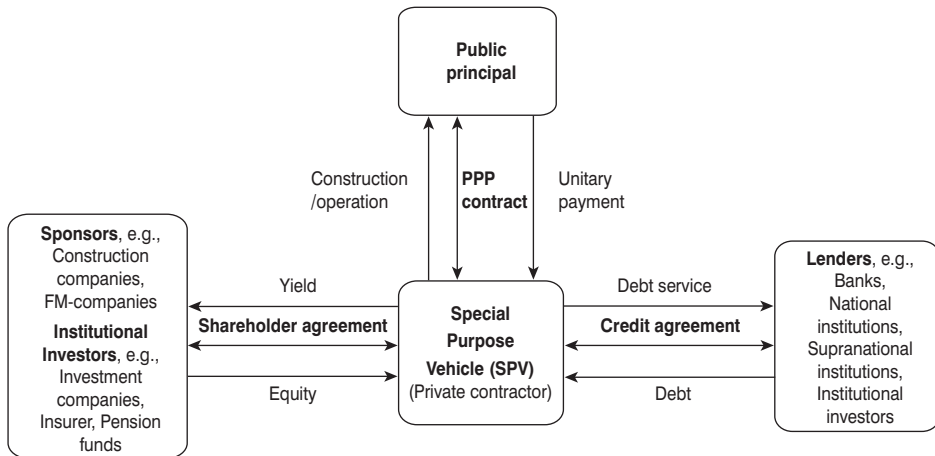 Public
principal
Construction
/operation
PPP
contract
Unitary
payment
Sponsors, e.g.,
Construction
companies,
FM-companies
Institutional
Investors, e.g.,
Investment
companies,
Insurer, Pension
funds
Yield
Shareholder agreement
Equity
Special
Purpose
Vehicle (SPV)
(Private contractor)
Debt service
Credit agreement
Debt
Lenders, e.g.,
Banks,
National
institutions,
Supranational
institutions,
Institutional
investors